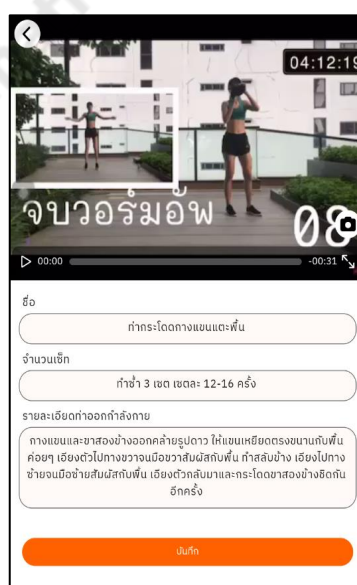 04:12:19
จบวอร์มอัพ
08
00:00
-00:31
ชื่อ
ท่ากระโดดกางแขนแตะพื้น
จำนวนเซ็ท
ทำซ้ำ 3 เซต เซตละ 12-16 ครั้ง
รายละเอียดท่าออกกำลังกาย
กางแขนและขาสองข้างออกคล้ายรูปดาว ให้แขนเหยียดตรงขนานกับพื้น
ค่อยๆ เอียงตัวไปทางขวาจนมือขวาสัมผัสกับพื้น ทำสลับข้าง เอียงไปทาง
ซ้ายจนมือซ้ายสัมผัสกับพื้น เอียงตัวกลับมาและกระโดดขาสองข้างชิดกัน
อีกครั้ง
บันทึก